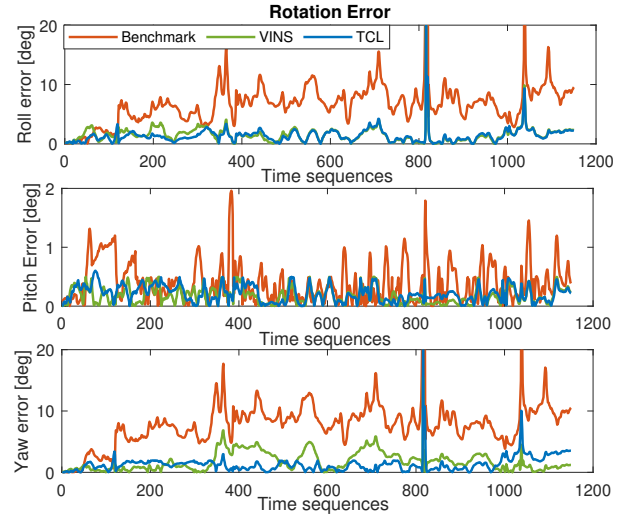 Rotation Error
Benchmark VINS TCL
Roll error [deg]
20
10
0
0 200 400 600 800 1000 1200
Time sequences
Pitch Error [deg]
2
1
0
0 200 400 600 800 1000 1200
Time sequences
Yaw error [deg]
20
10
0
0 200 400 600 800 1000 1200
Time sequences